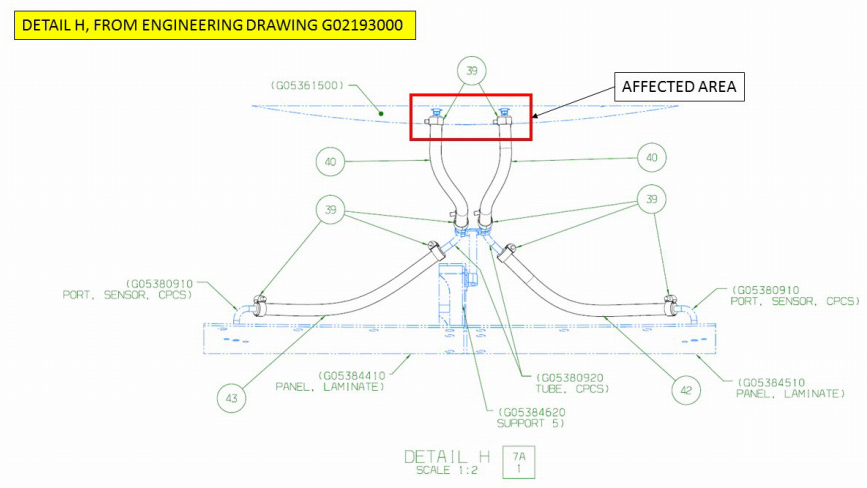 DETAIL H, FROM ENGINEERING DRAWING G02193000
39
(G05361500)
AFFECTED AREA
40
40
39
39
(G05380910
PORT, SENSOR, CPCS)
(G05380910
PORT, SENSOR, CPCS)
(G05384410
PANEL, LAMINATE)
(G05380920
TUBE, CPCS)
(G05384510
PANEL, LAMINATE)
43
42
(G05384620
SUPPORT 5)
DETAIL H
SCALE 1:2
7A
1